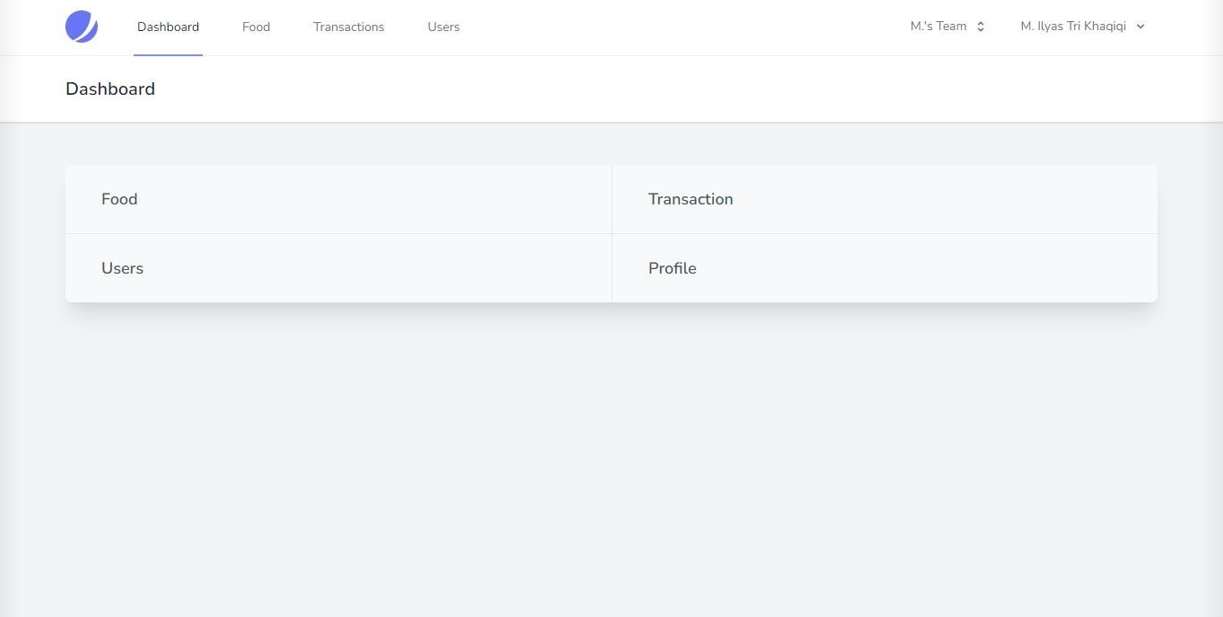 Dashboard Food Transactions Users M.'s Team M. Ilyas Tri Khaqiqi
Dashboard
Food Transaction
Users Profile